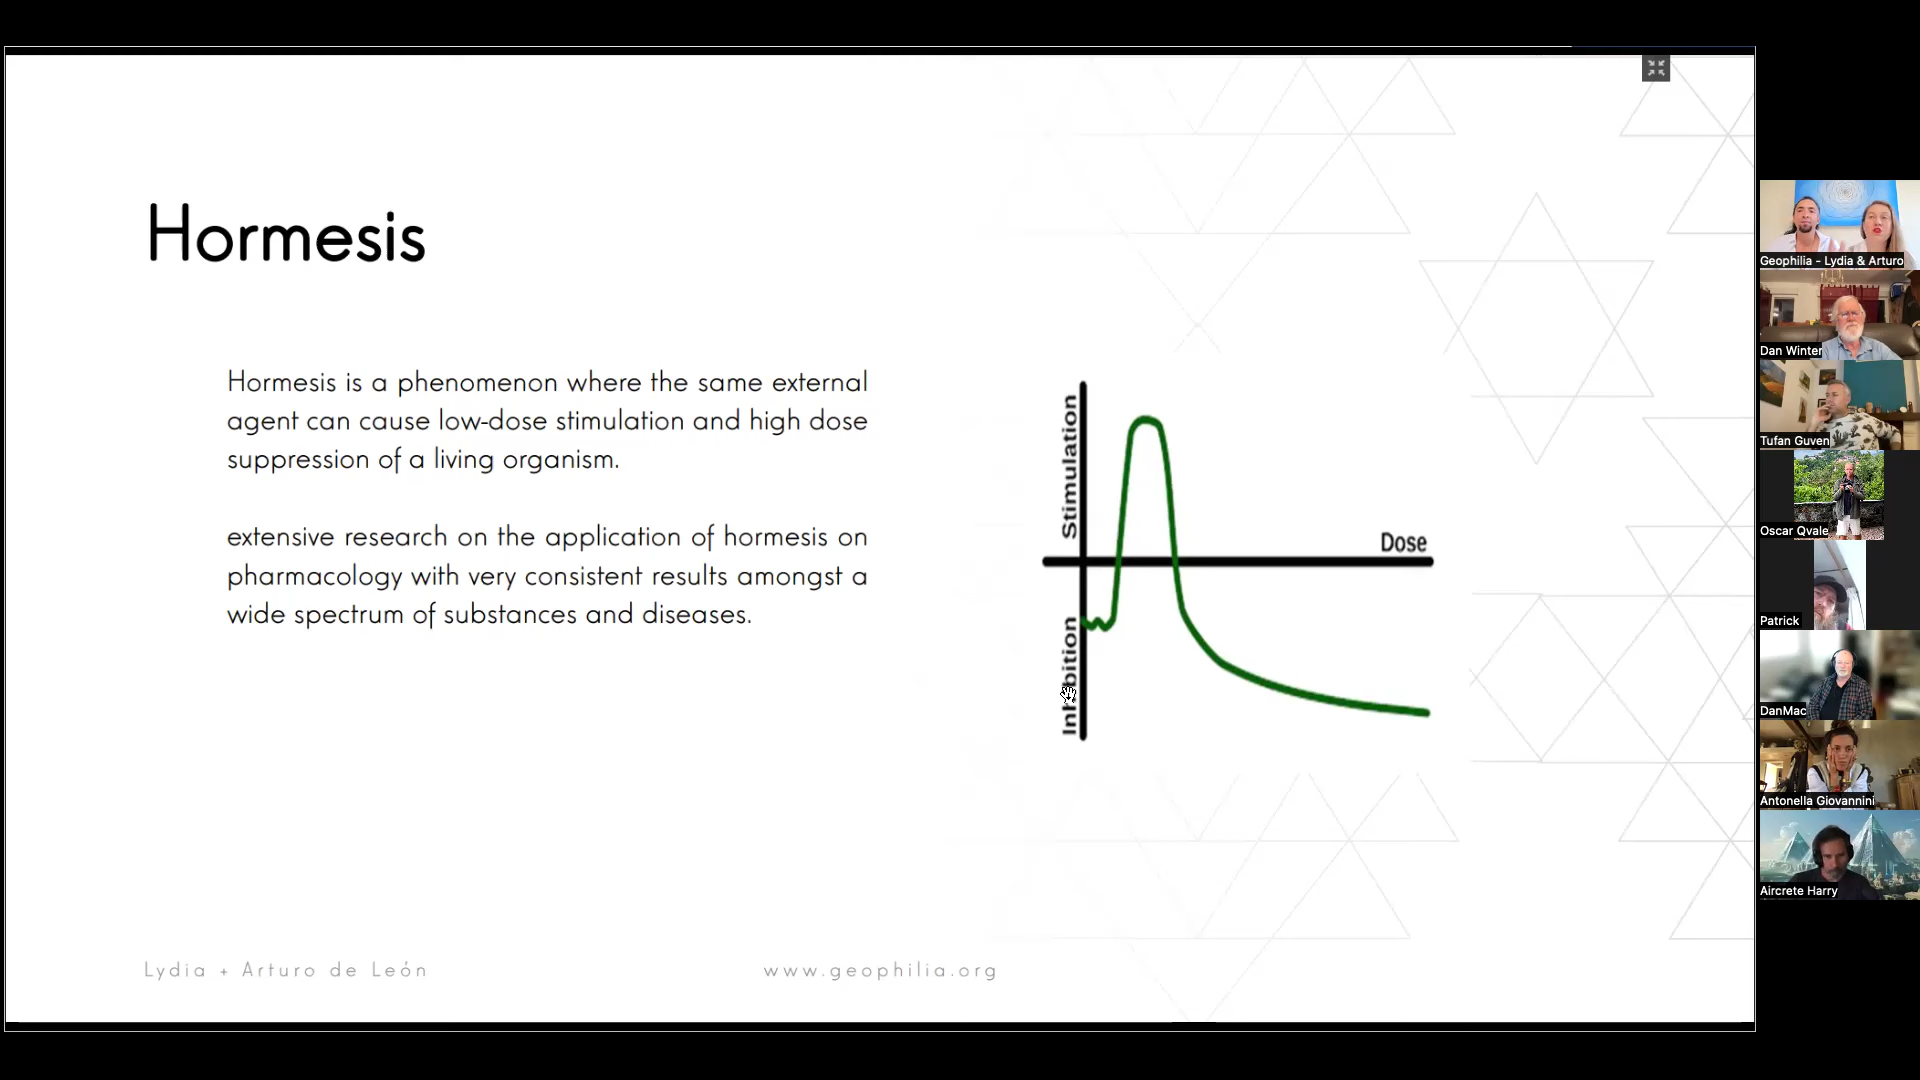 Hormesis
Hormesis is a phenomenon where the same external
agent can cause low-dose stimulation and high dose
suppression of a living organism.
extensive research on the application of hormesis on
pharmacology with very consistent results amongst a
wide spectrum of substances and diseases.
Stimulation
Dose
Inhibition
Lydia + Arturo de León
www.geophilia.org
Geophilia - Lydia & Arturo
Dan Winter
Tufan Guven
Oscar Qvale
Patrick
DanMac
Antonella Giovannini
Aircrete Harry